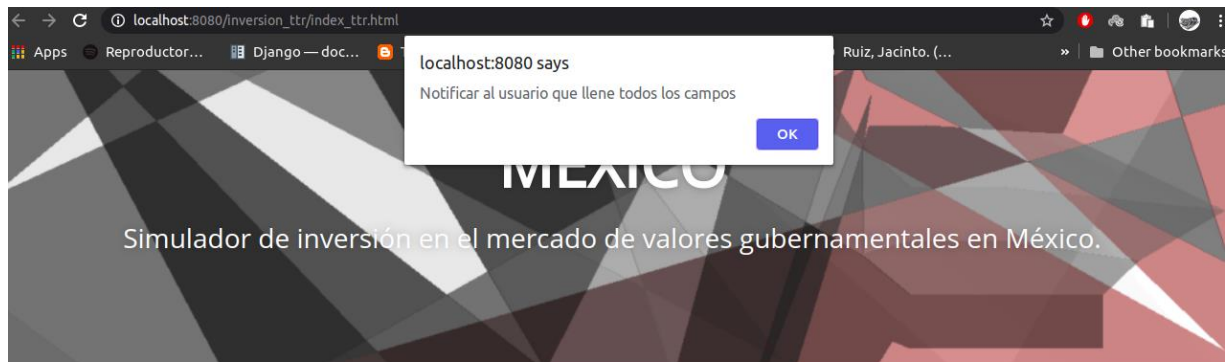 localhost:8080/inversion_ttr/index_ttr.html
Apps Reproductor... Django — doc... Ruiz, Jacinto. (... » Other bookmarks
localhost:8080 says
Notificar al usuario que llene todos los campos
OK
MÉXICO
Simulador de inversión en el mercado de valores gubernamentales en México.